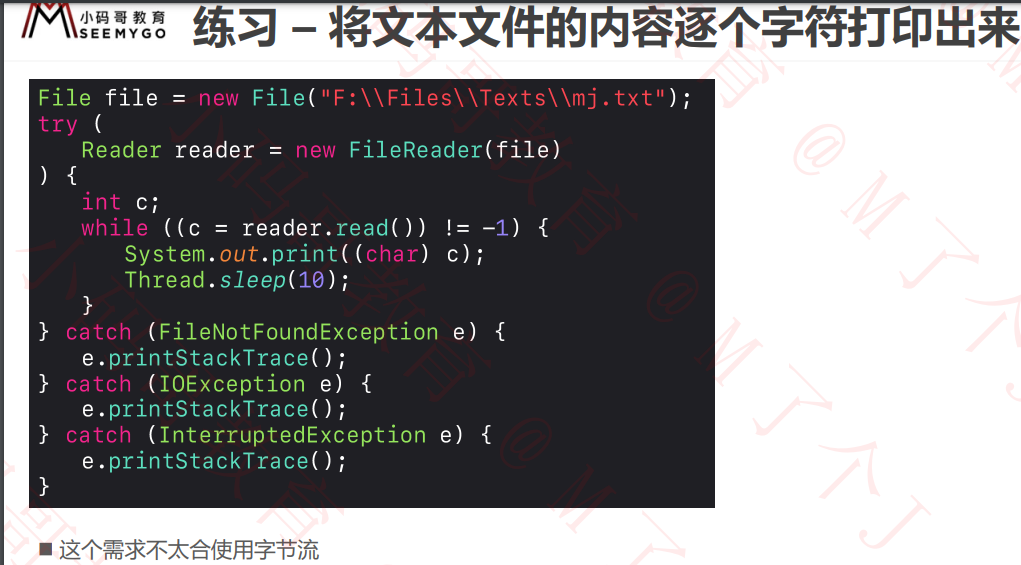 小码哥教育
SEEMYGO
练习 – 将文本文件的内容逐个字符打印出来
File file = new File("F:\\Files\\Texts\\mj.txt");
try (
    Reader reader = new FileReader(file)
) {
    int c;
    while ((c = reader.read()) != -1) {
        System.out.print((char) c);
        Thread.sleep(10);
    }
} catch (FileNotFoundException e) {
    e.printStackTrace();
} catch (IOException e) {
    e.printStackTrace();
} catch (InterruptedException e) {
    e.printStackTrace();
}
■ 这个需求不太合使用字节流